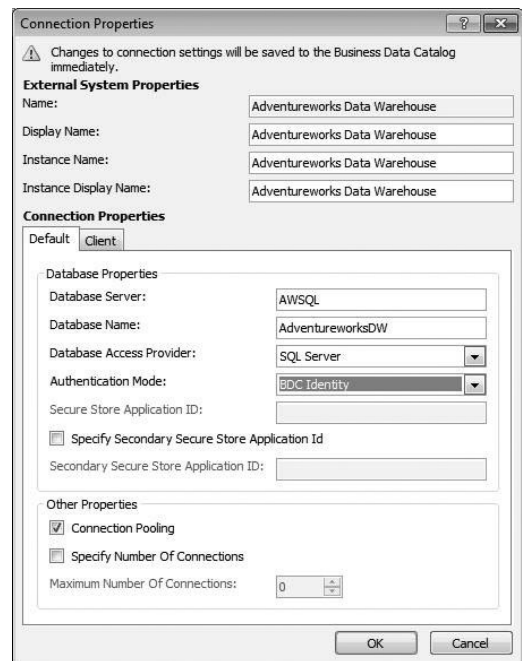 Connection Properties
Changes to connection settings will be saved to the Business Data Catalog
immediately.
External System Properties
Name: Adventureworks Data Warehouse
Display Name: Adventureworks Data Warehouse
Instance Name: Adventureworks Data Warehouse
Instance Display Name: Adventureworks Data Warehouse
Connection Properties
Default Client
Database Properties
Database Server: AWSQL
Database Name: AdventureworksDW
Database Access Provider: SQL Server
Authentication Mode: BDC Identity
Secure Store Application ID:
Specify Secondary Secure Store Application Id
Secondary Secure Store Application ID:
Other Properties
Connection Pooling
Specify Number Of Connections
Maximum Number Of Connections: 0
OK Cancel